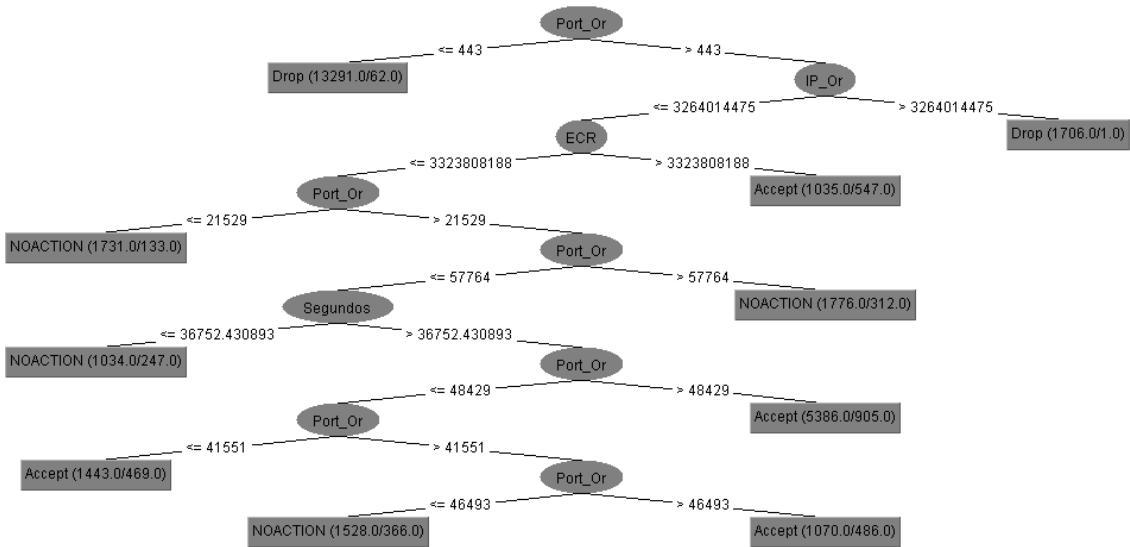 Port_Or
<= 443
> 443
Drop (13291.0/62.0)
IP_Or
<= 3264014475
> 3264014475
ECR
Drop (1706.0/1.0)
<= 3323808188
> 3323808188
Port_Or
Accept (1035.0/547.0)
<= 21529
> 21529
NOACTION (1731.0/133.0)
Port_Or
<= 57764
> 57764
Segundos
NOACTION (1776.0/312.0)
<= 36752.430893
> 36752.430893
NOACTION (1034.0/247.0)
Port_Or
<= 48429
> 48429
Port_Or
Accept (5386.0/905.0)
<= 41551
> 41551
Accept (1443.0/469.0)
Port_Or
<= 46493
> 46493
NOACTION (1528.0/366.0)
Accept (1070.0/486.0)